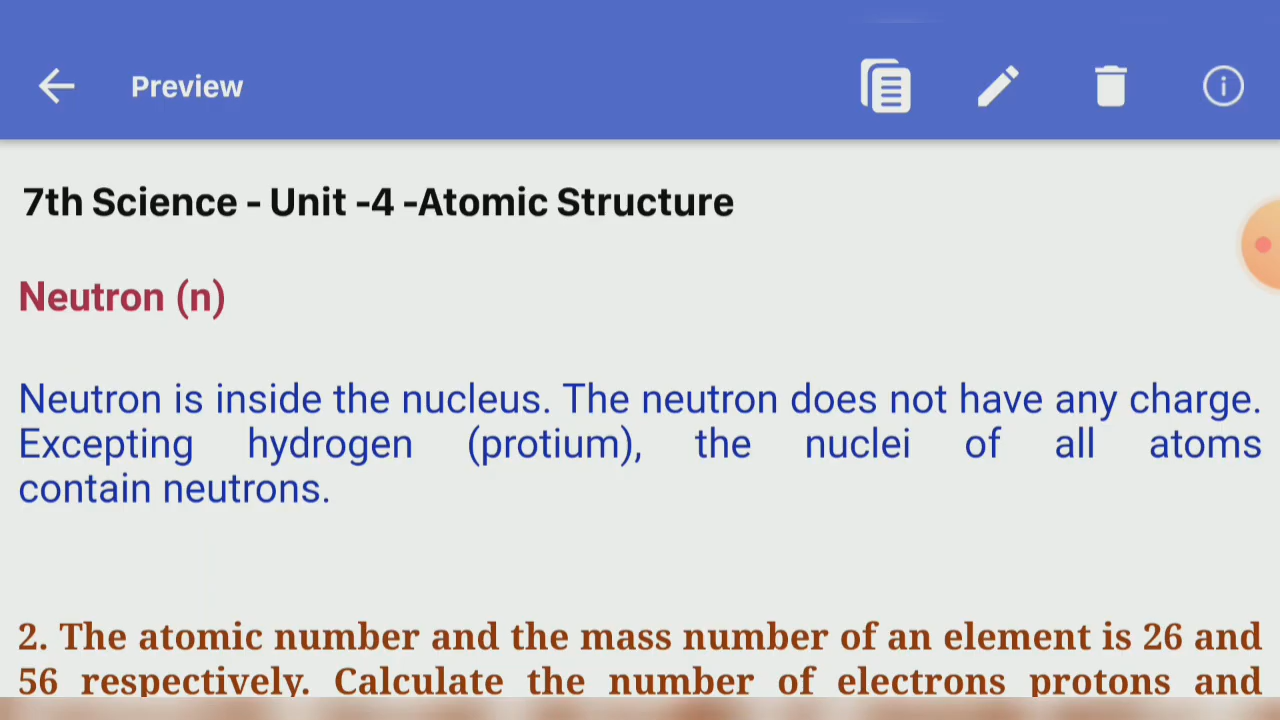 Preview
7th Science - Unit -4 -Atomic Structure
Neutron (n)
Neutron is inside the nucleus. The neutron does not have any charge.
Excepting hydrogen (protium), the nuclei of all atoms
contain neutrons.
2. The atomic number and the mass number of an element is 26 and
56 respectively. Calculate the number of electrons protons and